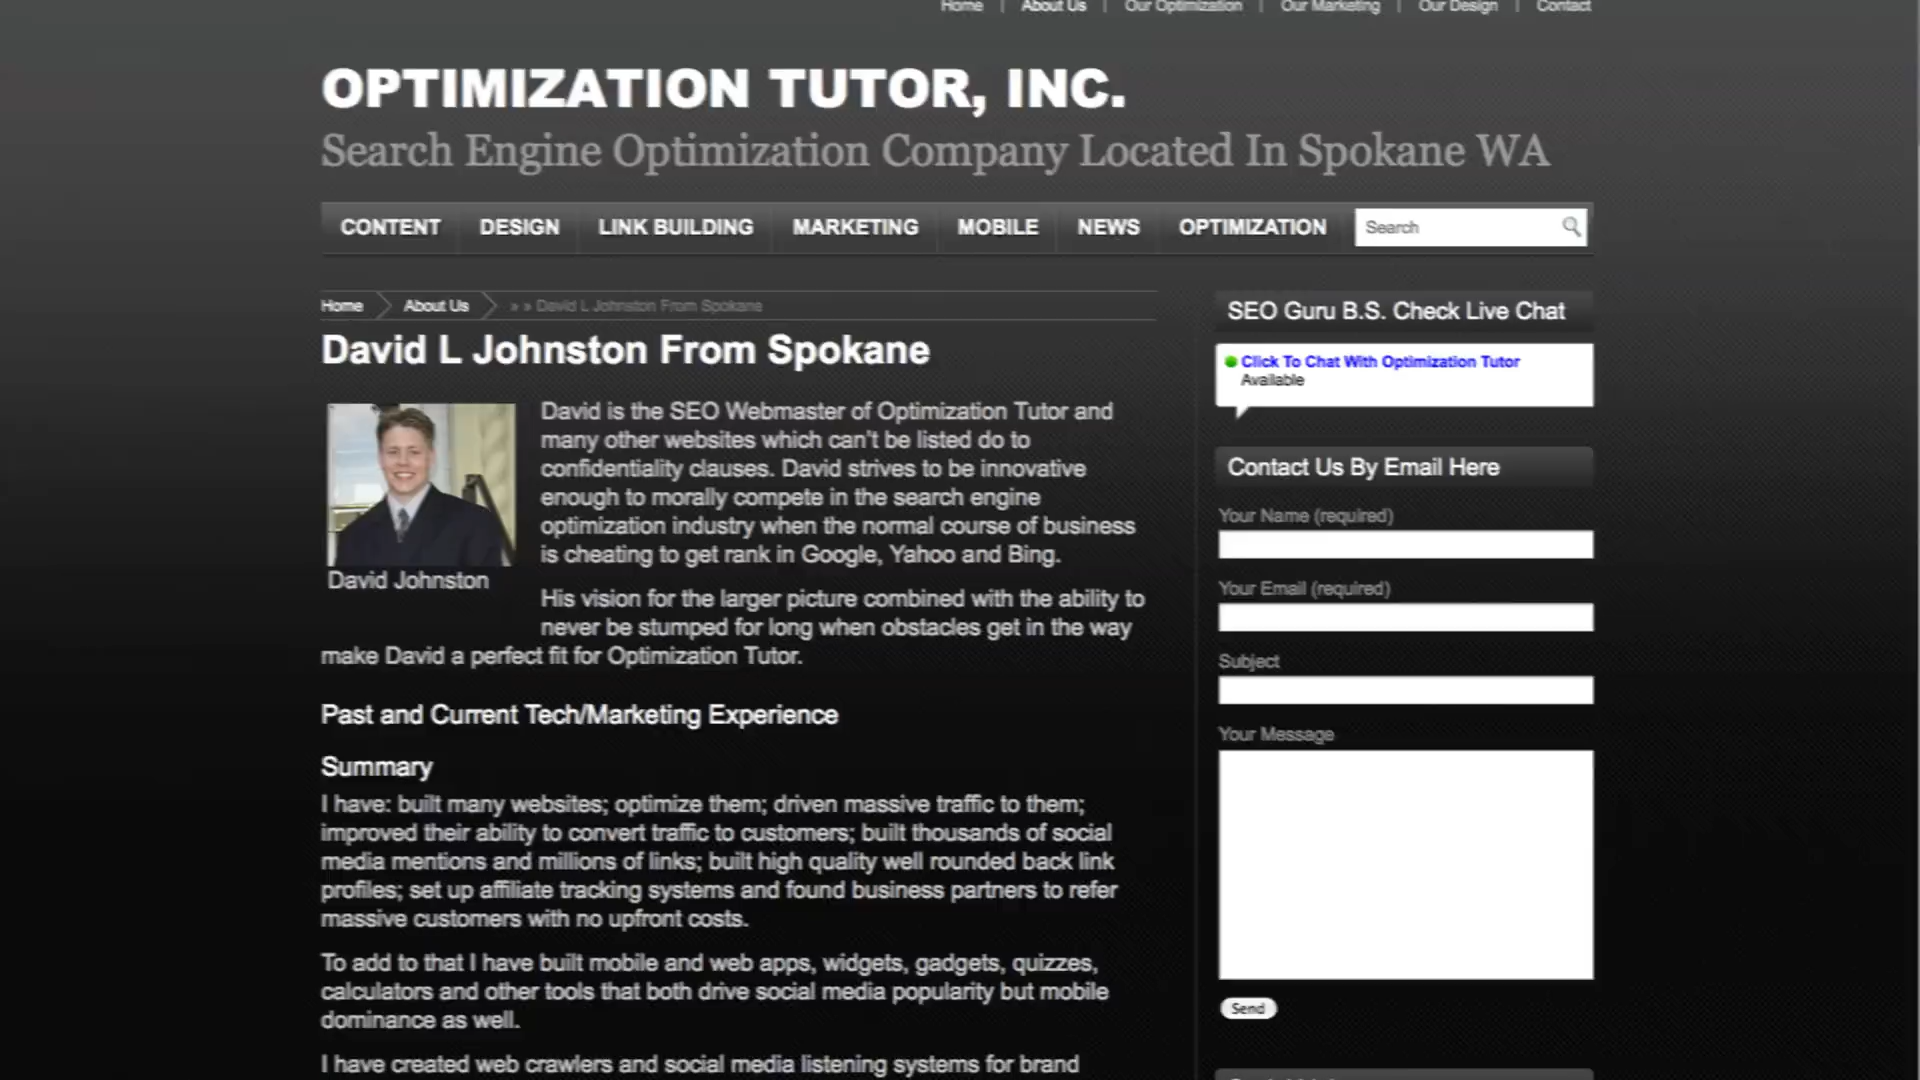 Home | About Us | Our Optimization | Our Marketing | Our Design | Contact
OPTIMIZATION TUTOR, INC.
Search Engine Optimization Company Located In Spokane WA
CONTENT DESIGN LINK BUILDING MARKETING MOBILE NEWS OPTIMIZATION Search
Home About Us » » David L Johnston From Spokane
David L Johnston From Spokane
David is the SEO Webmaster of Optimization Tutor and
many other websites which can't be listed do to
confidentiality clauses. David strives to be innovative
enough to morally compete in the search engine
optimization industry when the normal course of business
is cheating to get rank in Google, Yahoo and Bing.
David Johnston
His vision for the larger picture combined with the ability to
never be stumped for long when obstacles get in the way
make David a perfect fit for Optimization Tutor.
Past and Current Tech/Marketing Experience
Summary
I have: built many websites; optimize them; driven massive traffic to them;
improved their ability to convert traffic to customers; built thousands of social
media mentions and millions of links; built high quality well rounded back link
profiles; set up affiliate tracking systems and found business partners to refer
massive customers with no upfront costs.
To add to that I have built mobile and web apps, widgets, gadgets, quizzes,
calculators and other tools that both drive social media popularity but mobile
dominance as well.
I have created web crawlers and social media listening systems for brand
SEO Guru B.S. Check Live Chat
Click To Chat With Optimization Tutor
Available
Contact Us By Email Here
Your Name (required)
Your Email (required)
Subject
Your Message
Send